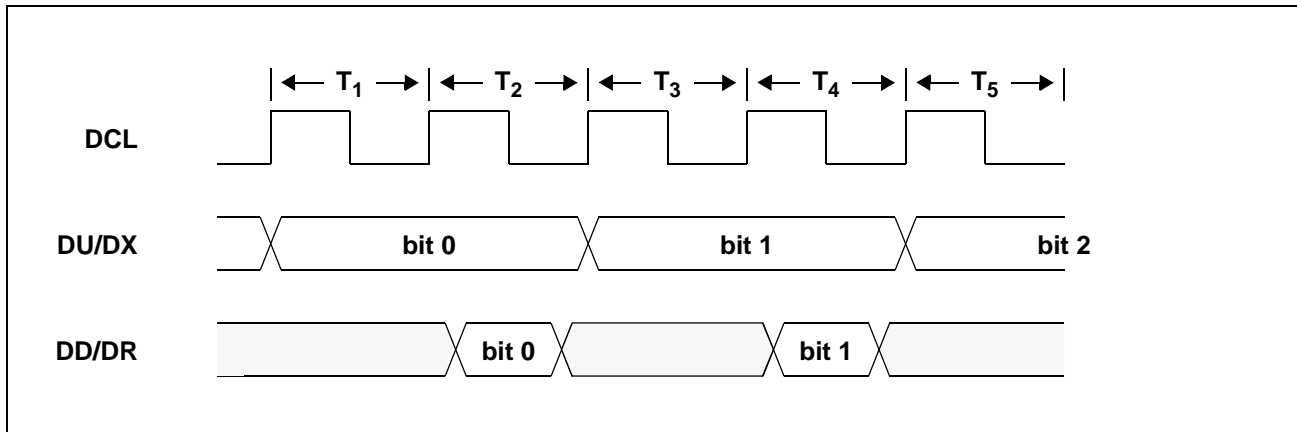 T1 T2 T3 T4 T5
DCL
DU/DX bit 0 bit 1 bit 2
DD/DR bit 0 bit 1